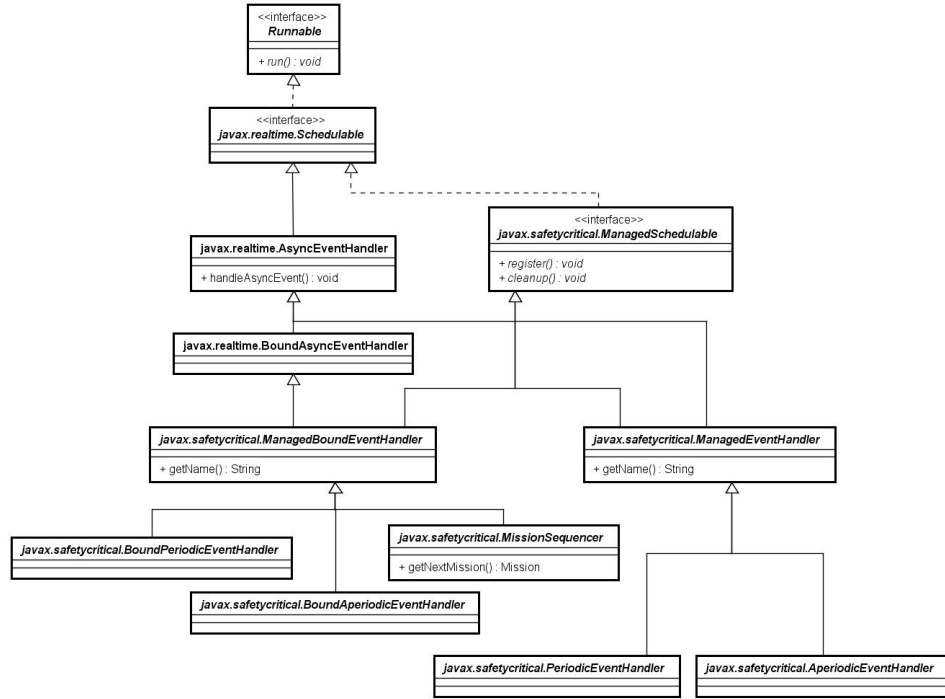 <<interface>>
Runnable
+ run() : void
<<interface>>
javax.realtime.Schedulable
<<interface>>
javax.safetycritical.ManagedSchedulable
+ register() : void
+ cleanup() : void
javax.realtime.AsyncEventHandler
+ handleAsyncEvent() : void
javax.realtime.BoundAsyncEventHandler
javax.safetycritical.ManagedBoundEventHandler
+ getName() : String
javax.safetycritical.ManagedEventHandler
+ getName() : String
javax.safetycritical.BoundPeriodicEventHandler
javax.safetycritical.MissionSequencer
+ getNextMission() : Mission
javax.safetycritical.BoundAperiodicEventHandler
javax.safetycritical.PeriodicEventHandler
javax.safetycritical.AperiodicEventHandler